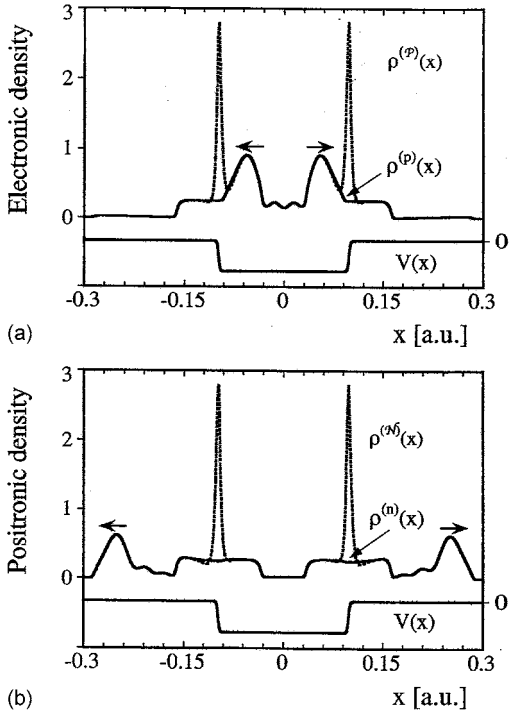 Electronic density
3
2
1
0
ρ(𝒫)(x)
ρ(p)(x)
0
V(x)
-0.3 -0.15 0 0.15 0.3
(a) x [a.u.]
Positronic density
3
2
1
0
ρ(𝒩)(x)
ρ(n)(x)
0
V(x)
-0.3 -0.15 0 0.15 0.3
(b) x [a.u.]